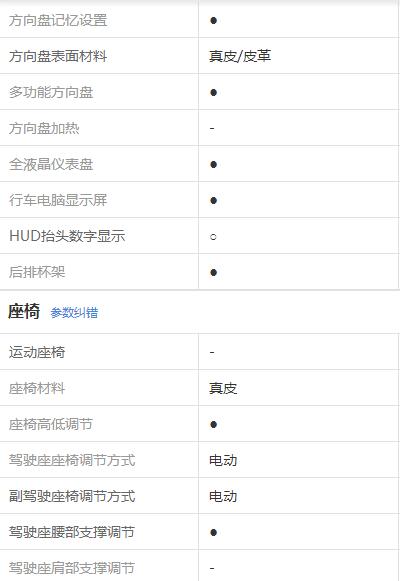 方向盘记忆设置 ●
方向盘表面材料 真皮/皮革
多功能方向盘 ●
方向盘加热 -
全液晶仪表盘 ●
行车电脑显示屏 ●
HUD抬头数字显示 ○
后排杯架 ●
座椅 参数纠错
运动座椅 -
座椅材料 真皮
座椅高低调节 ●
驾驶座座椅调节方式 电动
副驾驶座椅调节方式 电动
驾驶座腰部支撑调节 ●
驾驶座肩部支撑调节 -